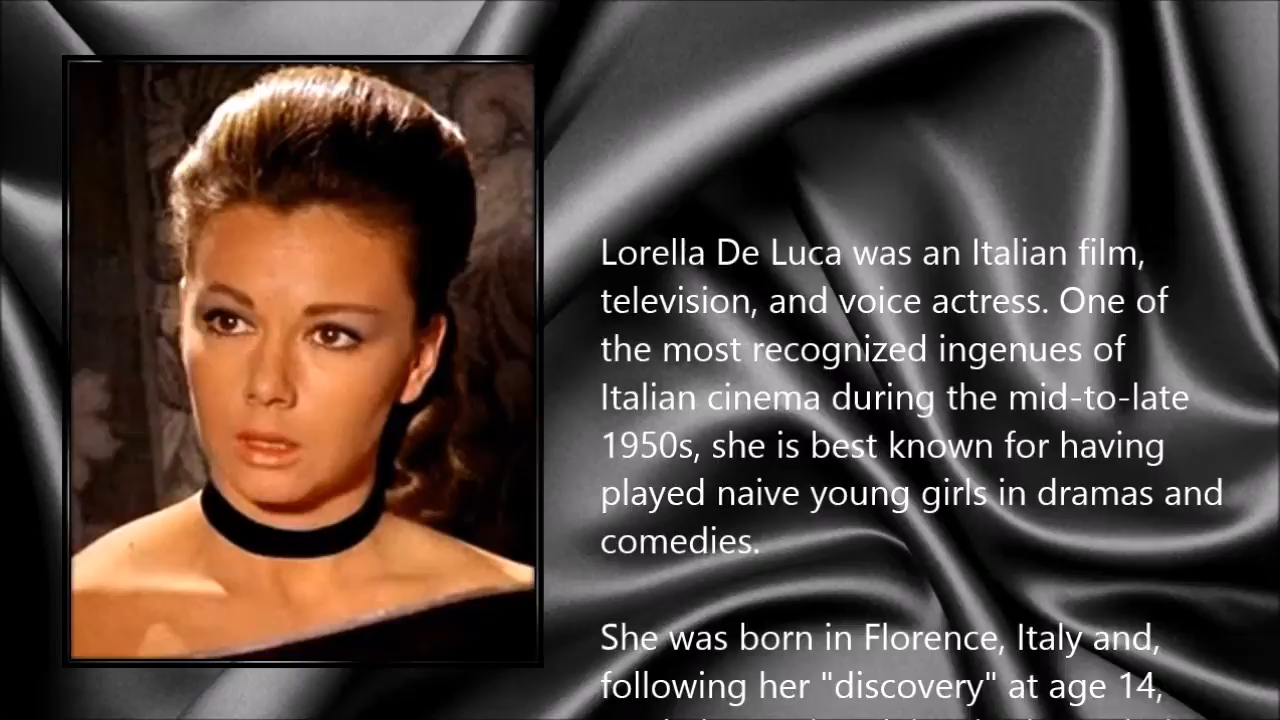 Lorella De Luca was an Italian film,
television, and voice actress. One of
the most recognized ingenues of
Italian cinema during the mid-to-late
1950s, she is best known for having
played naive young girls in dramas and
comedies.
She was born in Florence, Italy and,
following her "discovery" at age 14,